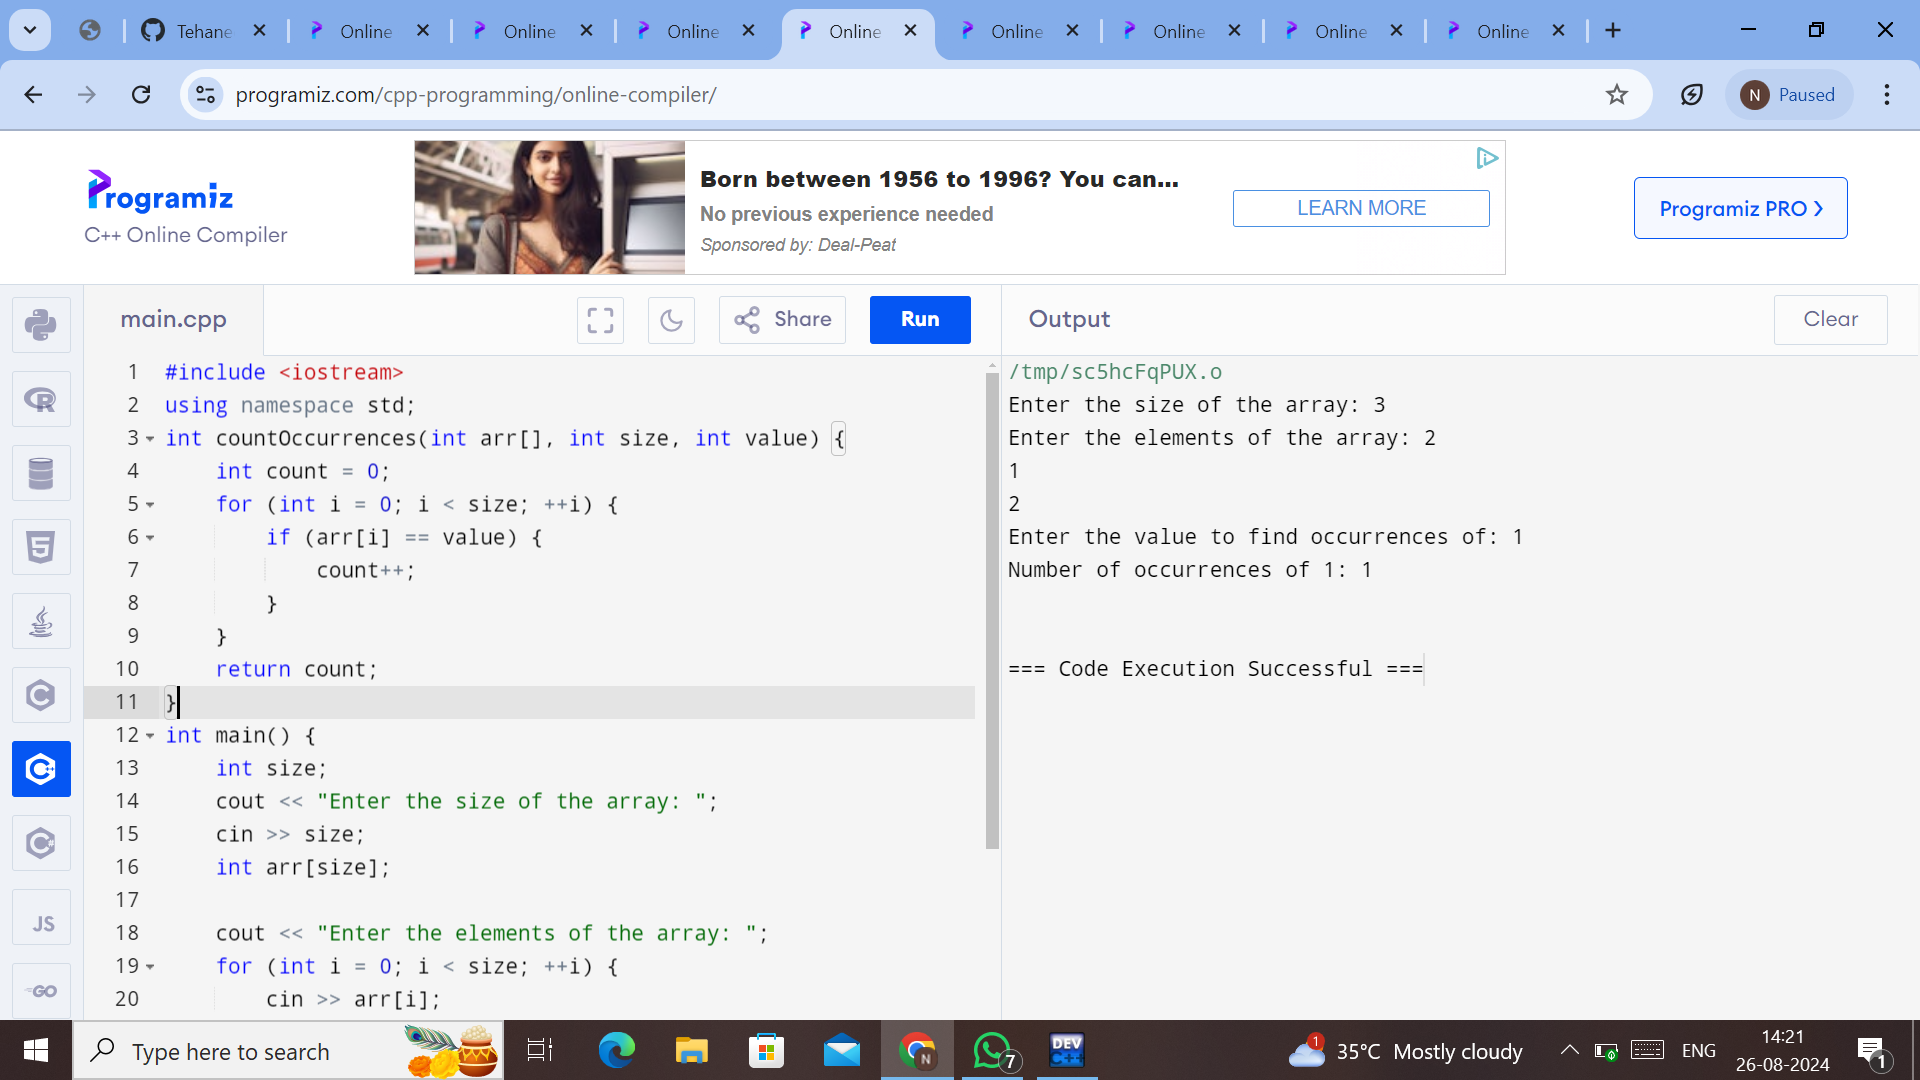 Tehane
Online
Online
Online
Online
Online
Online
Online
Online
programiz.com/cpp-programming/online-compiler/
N
Paused
Programiz
C++ Online Compiler
Born between 1956 to 1996? You can...
No previous experience needed
Sponsored by: Deal-Peat
LEARN MORE
Programiz PRO
main.cpp
Share
Run
Output
Clear
1 #include <iostream>
2 using namespace std;
3 int countOccurrences(int arr[], int size, int value) {
4 int count = 0;
5 for (int i = 0; i < size; ++i) {
6 if (arr[i] == value) {
7 count++;
8 }
9 }
10 return count;
11 }
12 int main() {
13 int size;
14 cout << "Enter the size of the array: ";
15 cin >> size;
16 int arr[size];
17
18 cout << "Enter the elements of the array: ";
19 for (int i = 0; i < size; ++i) {
20 cin >> arr[i];
/tmp/sc5hcFqPUX.o
Enter the size of the array: 3
Enter the elements of the array: 2
1
2
Enter the value to find occurrences of: 1
Number of occurrences of 1: 1
=== Code Execution Successful ===
R
5
C
C++
C#
JS
GO
Type here to search
N
7
DEV
C++
1
35°C Mostly cloudy
ENG
14:21
26-08-2024
1